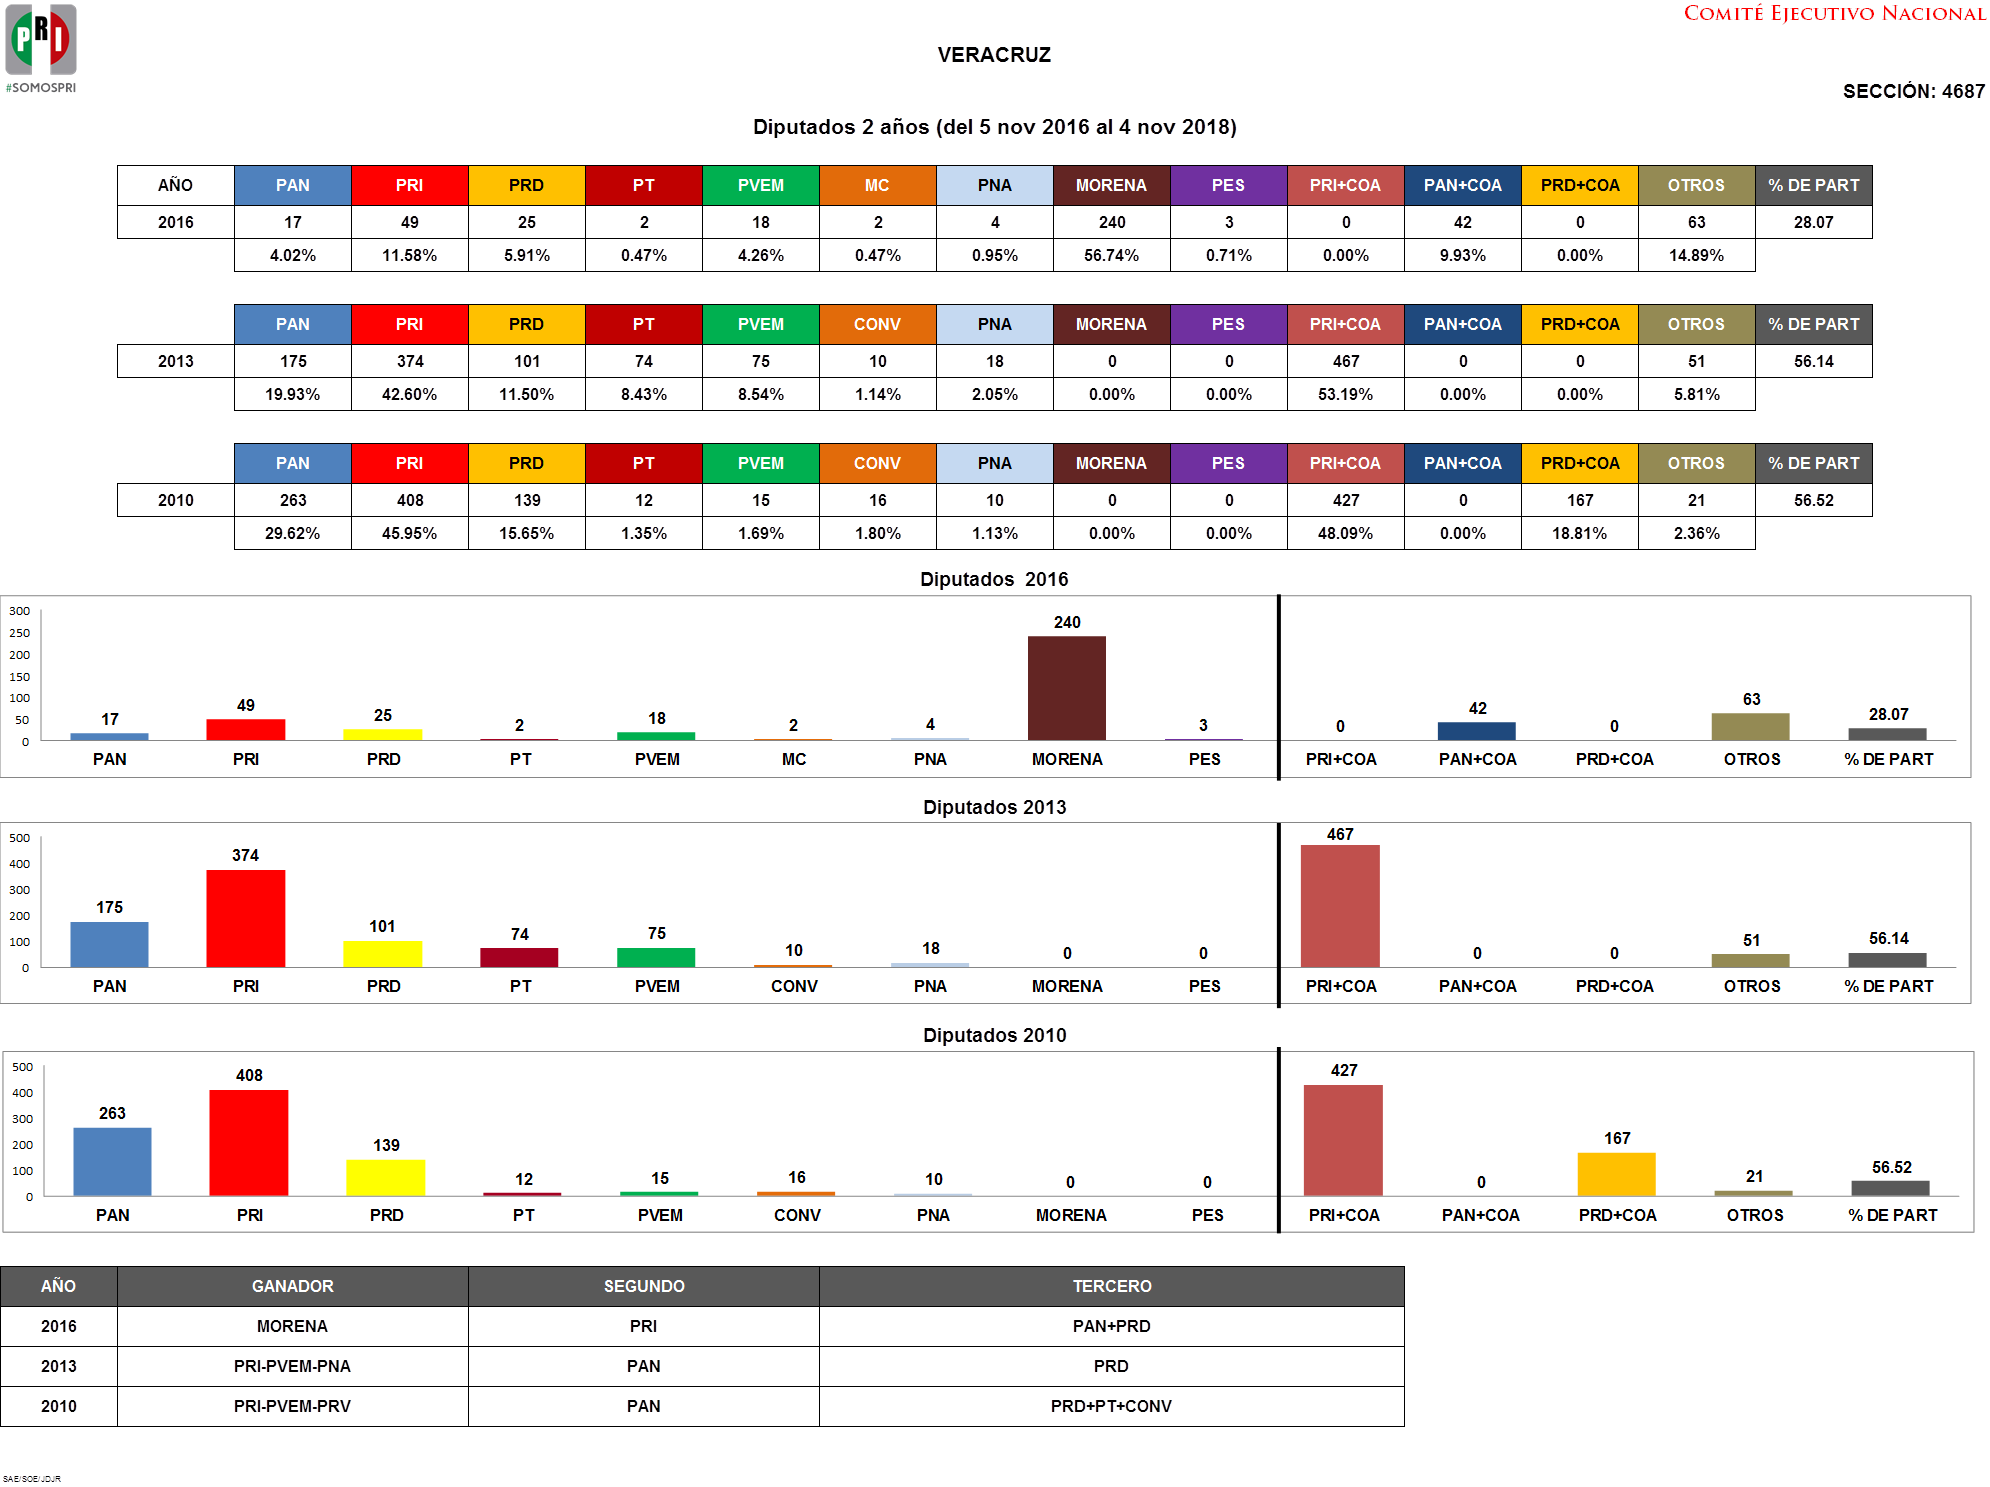 PRI
#SOMOSPRI
COMITÉ EJECUTIVO NACIONAL
VERACRUZ
SECCIÓN: 4687
Diputados 2 años (del 5 nov 2016 al 4 nov 2018)
AÑO PAN PRI PRD PT PVEM MC PNA MORENA PES PRI+COA PAN+COA PRD+COA OTROS % DE PART
2016 17 49 25 2 18 2 4 240 3 0 42 0 63 28.07
4.02% 11.58% 5.91% 0.47% 4.26% 0.47% 0.95% 56.74% 0.71% 0.00% 9.93% 0.00% 14.89%
PAN PRI PRD PT PVEM CONV PNA MORENA PES PRI+COA PAN+COA PRD+COA OTROS % DE PART
2013 175 374 101 74 75 10 18 0 0 467 0 0 51 56.14
19.93% 42.60% 11.50% 8.43% 8.54% 1.14% 2.05% 0.00% 0.00% 53.19% 0.00% 0.00% 5.81%
PAN PRI PRD PT PVEM CONV PNA MORENA PES PRI+COA PAN+COA PRD+COA OTROS % DE PART
2010 263 408 139 12 15 16 10 0 0 427 0 167 21 56.52
29.62% 45.95% 15.65% 1.35% 1.69% 1.80% 1.13% 0.00% 0.00% 48.09% 0.00% 18.81% 2.36%
Diputados 2016
300
250
200
150
100
50
0
17 49 25 2 18 2 4 240 3 0 42 0 63 28.07
PAN PRI PRD PT PVEM MC PNA MORENA PES PRI+COA PAN+COA PRD+COA OTROS % DE PART
Diputados 2013
500
400
300
200
100
0
175 374 101 74 75 10 18 0 0 467 0 0 51 56.14
PAN PRI PRD PT PVEM CONV PNA MORENA PES PRI+COA PAN+COA PRD+COA OTROS % DE PART
Diputados 2010
500
400
300
200
100
0
263 408 139 12 15 16 10 0 0 427 0 167 21 56.52
PAN PRI PRD PT PVEM CONV PNA MORENA PES PRI+COA PAN+COA PRD+COA OTROS % DE PART
AÑO GANADOR SEGUNDO TERCERO
2016 MORENA PRI PAN+PRD
2013 PRI-PVEM-PNA PAN PRD
2010 PRI-PVEM-PRV PAN PRD+PT+CONV
SAE/SOE/JDJR